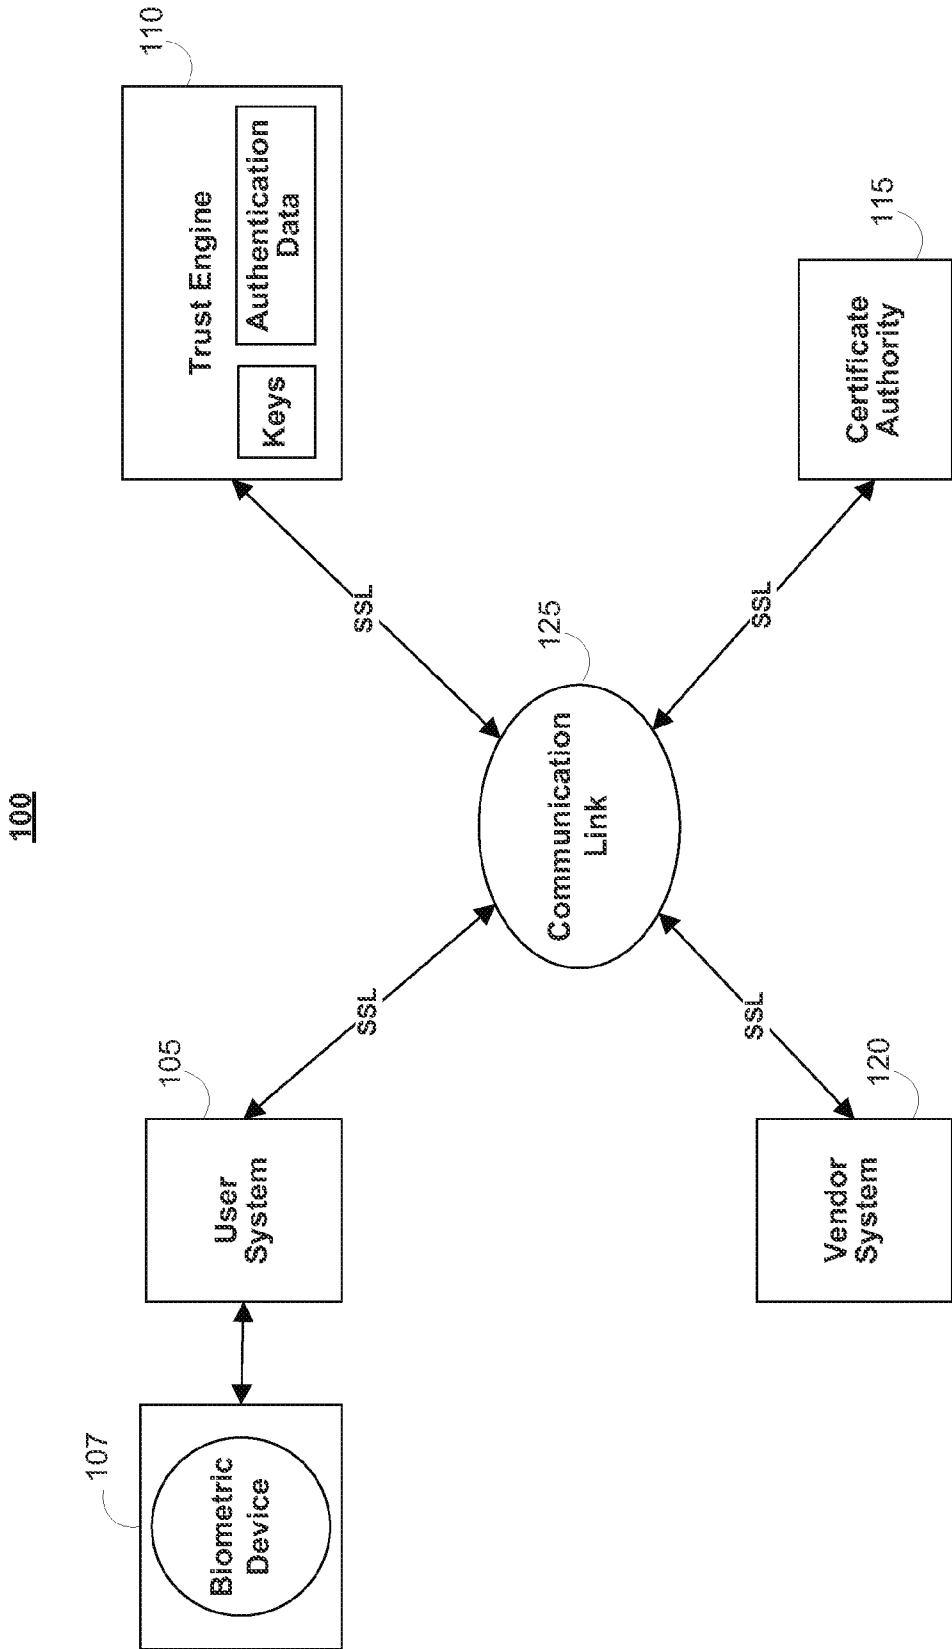 100
107
Biometric
Device
105
User
System
110
Trust Engine
Keys
Authentication
Data
SSL
SSL
125
Communication
Link
SSL
SSL
120
Vendor
System
115
Certificate
Authority